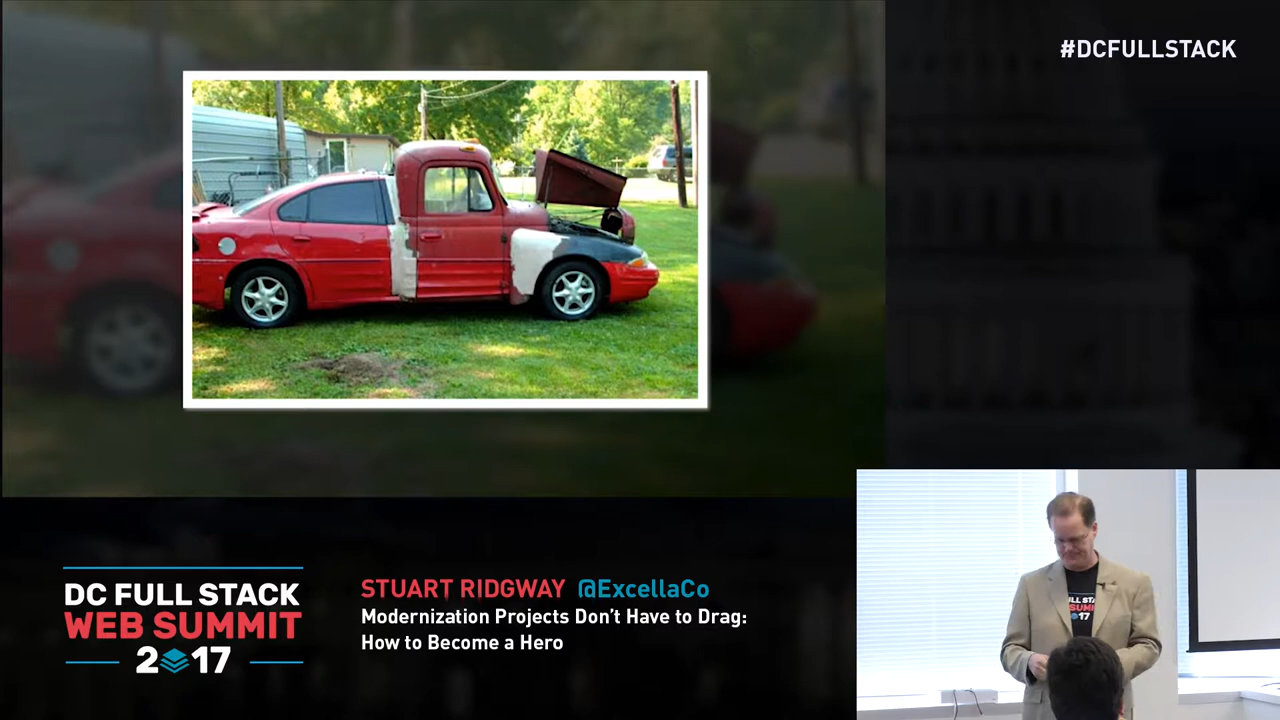 #DCFULLSTACK
DC FULL STACK
WEB SUMMIT
2017
STUART RIDGWAY @ExcellaCo
Modernization Projects Don't Have to Drag:
How to Become a Hero
17